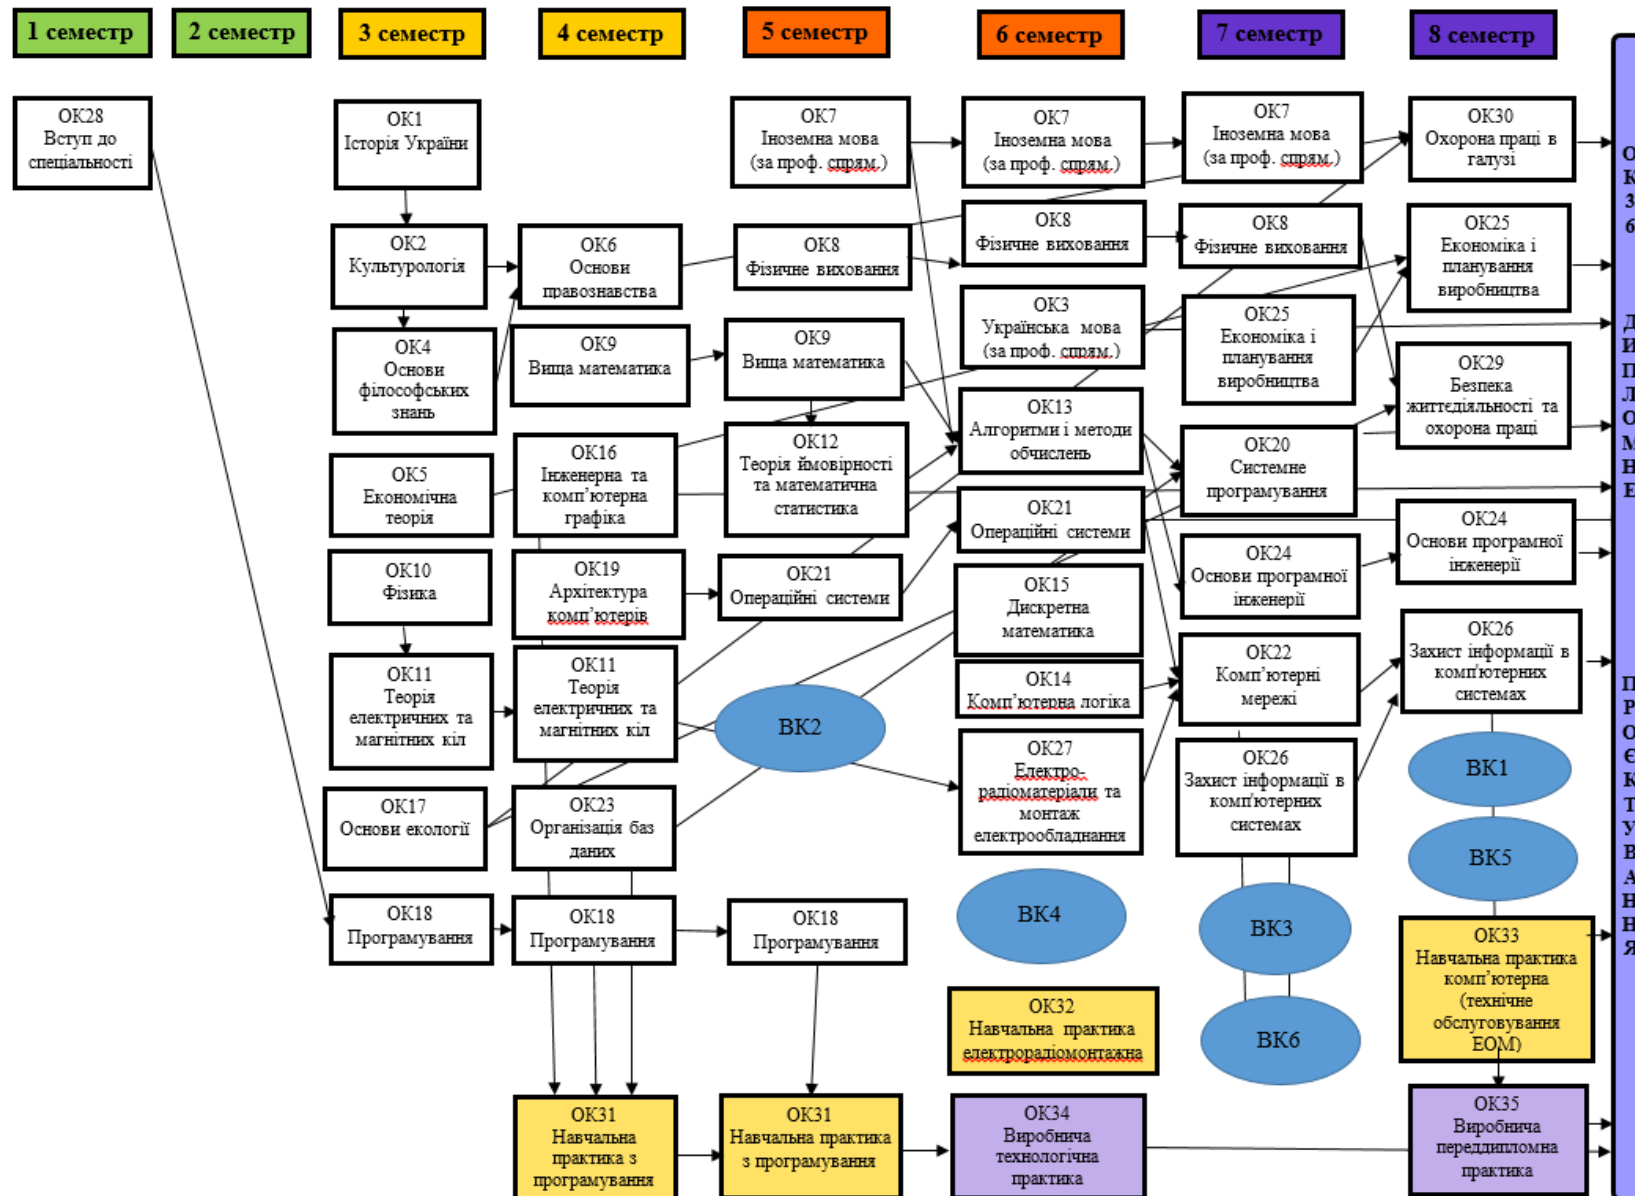 1 семестр
2 семестр
3 семестр
4 семестр
5 семестр
6 семестр
7 семестр
8 семестр
ОК28
Вступ до
спеціальності
ОК1
Історія України
ОК2
Культурологія
ОК4
Основи
філософських
знань
ОК5
Економічна
теорія
ОК10
Фізика
ОК11
Теорія
електричних та
магнітних кіл
ОК17
Основи екології
ОК18
Програмування
ОК6
Основи
правознавства
ОК9
Вища математика
ОК16
Інженерна та
комп’ютерна
графіка
ОК19
Архітектура
комп’ютерів
ОК11
Теорія
електричних та
магнітних кіл
ОК23
Організація баз
даних
ОК18
Програмування
ОК31
Навчальна
практика з
програмування
ОК7
Іноземна мова
(за проф. спрям.)
ОК8
Фізичне виховання
ОК9
Вища математика
ОК12
Теорія ймовірності
та математична
статистика
ОК21
Операційні системи
ВК2
ОК18
Програмування
ОК31
Навчальна практика
з програмування
ОК7
Іноземна мова
(за проф. спрям.)
ОК8
Фізичне виховання
ОК3
Українська мова
(за проф. спрям.)
ОК13
Алгоритми і методи
обчислень
ОК21
Операційні системи
ОК15
Дискретна
математика
ОК14
Комп’ютерна логіка
ОК27
Електро-
радіоматеріали та
монтаж
електрообладнання
ВК4
ОК32
Навчальна практика
електрорадіомонтажна
ОК34
Виробнича
технологічна
практика
ОК7
Іноземна мова
(за проф. спрям.)
ОК8
Фізичне виховання
ОК25
Економіка і
планування
виробництва
ОК20
Системне
програмування
ОК24
Основи програмної
інженерії
ОК22
Комп’ютерні
мережі
ОК26
Захист інформації в
комп'ютерних
системах
ВК3
ВК6
ОК30
Охорона праці в
галузі
ОК25
Економіка і
планування
виробництва
ОК29
Безпека
життєдіяльності та
охорона праці
ОК24
Основи програмної
інженерії
ОК26
Захист інформації в
комп'ютерних
системах
ВК1
ВК5
ОК33
Навчальна практика
комп’ютерна
(технічне
обслуговування
ЕОМ)
ОК35
Виробнича
переддипломна
практика
О
К
3
6
Д
И
П
Л
О
М
Н
Е
П
Р
О
Є
К
Т
У
В
А
Н
Н
Я